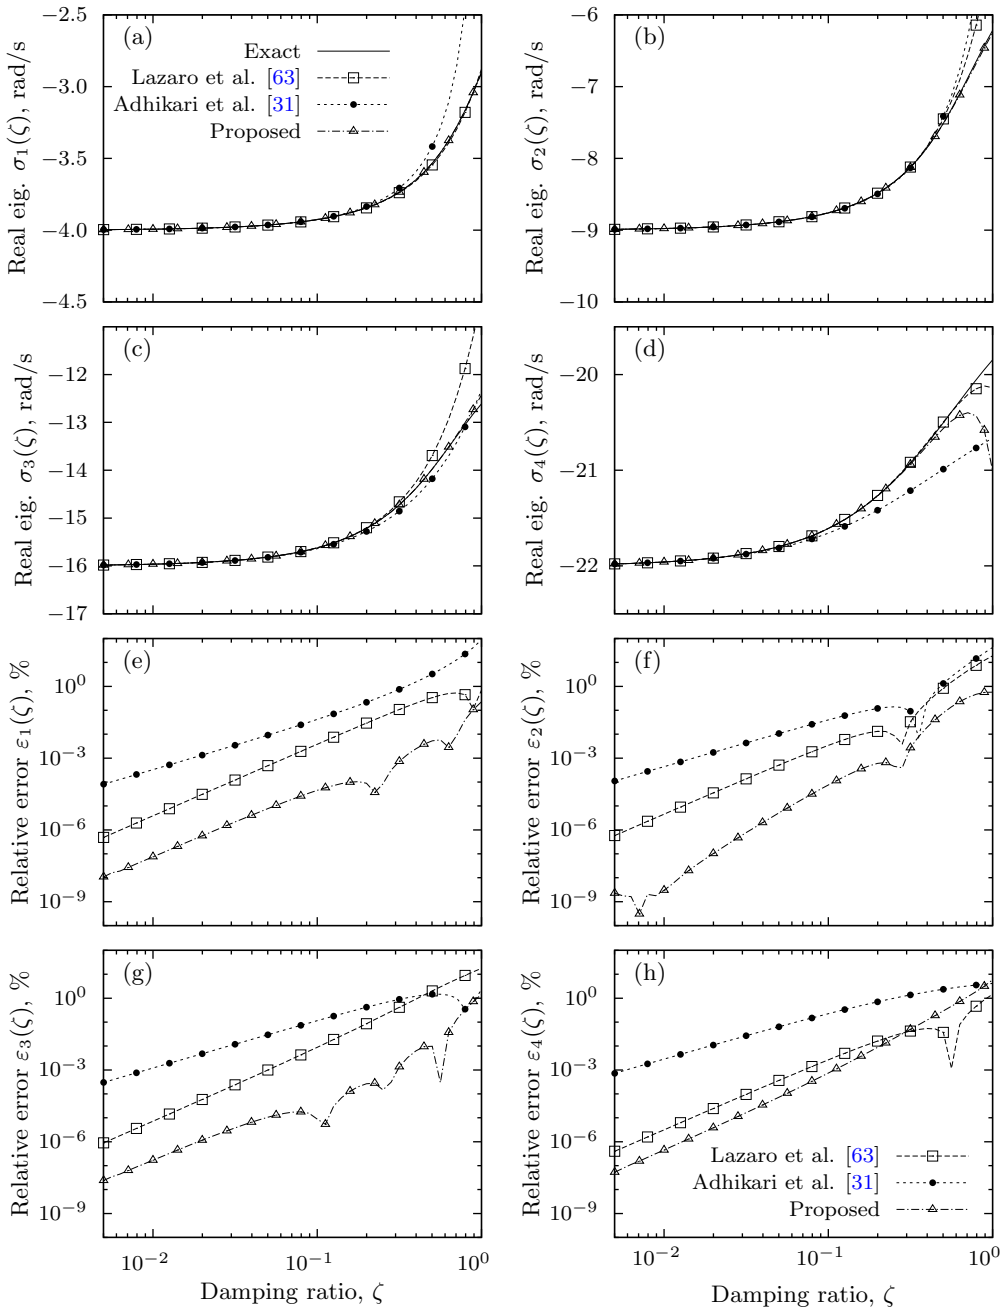 (a)
Exact
Lazaro et al. [63]
Adhikari et al. [31]
Proposed
Real eig. σ1(ζ), rad/s
−2.5
−3.0
−3.5
−4.0
−4.5
(b)
Real eig. σ2(ζ), rad/s
−6
−7
−8
−9
−10
(c)
Real eig. σ3(ζ), rad/s
−12
−13
−14
−15
−16
−17
(d)
Real eig. σ4(ζ), rad/s
−20
−21
−22
(e)
Relative error ε1(ζ), %
10^0
10^−3
10^−6
10^−9
(f)
Relative error ε2(ζ), %
10^0
10^−3
10^−6
10^−9
(g)
Relative error ε3(ζ), %
10^0
10^−3
10^−6
10^−9
10^−2
10^−1
10^0
Damping ratio, ζ
(h)
Relative error ε4(ζ), %
10^0
10^−3
10^−6
10^−9
Lazaro et al. [63]
Adhikari et al. [31]
Proposed
10^−2
10^−1
10^0
Damping ratio, ζ